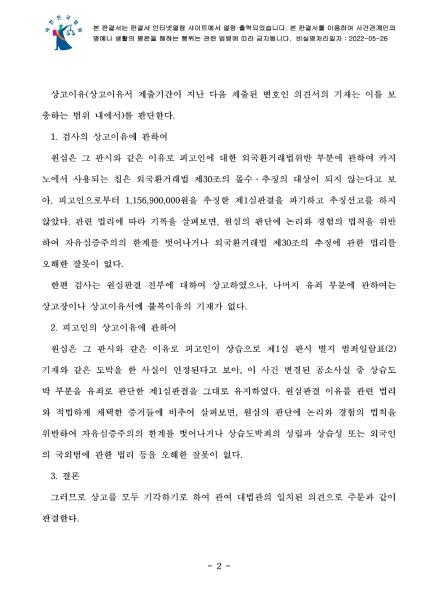 대한민국법원
본 판결서는 판결서 인터넷열람 사이트에서 열람·출력되었습니다. 본 판결서를 이용하여 사건관계인의
명예나 생활의 평온을 해하는 행위는 관련 법령에 따라 금지됩니다. 비실명처리일자 : 2022-05-26
상고이유(상고이유서 제출기간이 지난 다음 제출된 변호인 의견서의 기재는 이를 보
충하는 범위 내에서)를 판단한다.
1. 검사의 상고이유에 관하여
원심은 그 판시와 같은 이유로 피고인에 대한 외국환거래법위반 부분에 관하여 카지
노에서 사용되는 칩은 외국환거래법 제30조의 몰수·추징의 대상이 되지 않는다고 보
아, 피고인으로부터 1,156,900,000원을 추징한 제1심판결을 파기하고 추징선고를 하지
않았다. 관련 법리에 따라 기록을 살펴보면, 원심의 판단에 논리와 경험의 법칙을 위반
하여 자유심증주의의 한계를 벗어나거나 외국환거래법 제30조의 추징에 관한 법리를
오해한 잘못이 없다.
한편 검사는 원심판결 전부에 대하여 상고하였으나, 나머지 유죄 부분에 관하여는
상고장이나 상고이유서에 불복이유의 기재가 없다.
2. 피고인의 상고이유에 관하여
원심은 그 판시와 같은 이유로 피고인이 상습으로 제1심 판시 별지 범죄일람표(2)
기재와 같은 도박을 한 사실이 인정된다고 보아, 이 사건 변경된 공소사실 중 상습도
박 부분을 유죄로 판단한 제1심판결을 그대로 유지하였다. 원심판결 이유를 관련 법리
와 적법하게 채택한 증거들에 비추어 살펴보면, 원심의 판단에 논리와 경험의 법칙을
위반하여 자유심증주의의 한계를 벗어나거나 상습도박죄의 성립과 상습성 또는 외국인
의 국외범에 관한 법리 등을 오해한 잘못이 없다.
3. 결론
그러므로 상고를 모두 기각하기로 하여 관여 대법관의 일치된 의견으로 주문과 같이
판결한다.
- 2 -